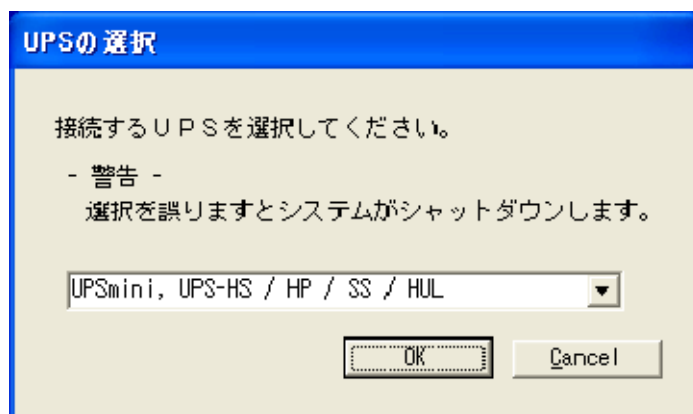 UPSの選択
接続するＵＰＳを選択してください。
- 警告 -
選択を誤りますとシステムがシャットダウンします。
UPSmini, UPS-HS / HP / SS / HUL
OK
Cancel